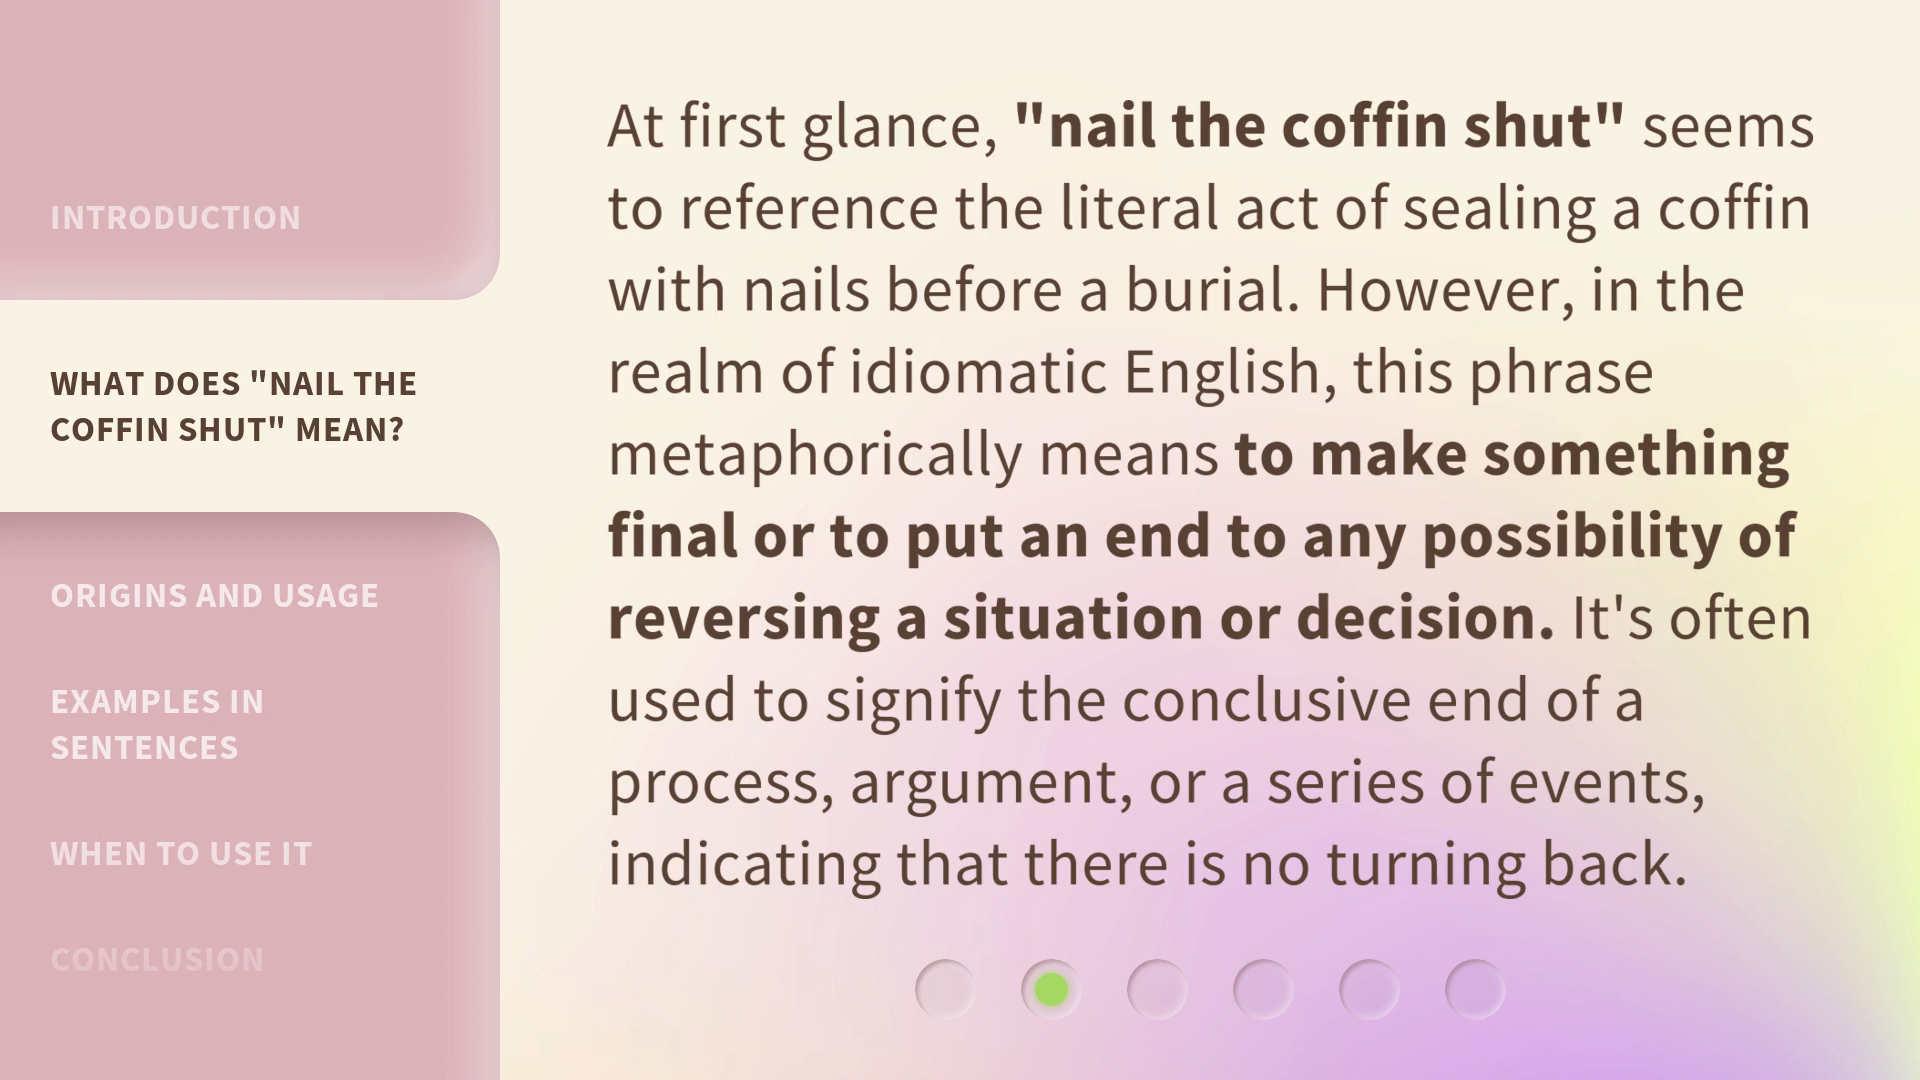 INTRODUCTION
WHAT DOES "NAIL THE
COFFIN SHUT" MEAN?
ORIGINS AND USAGE
EXAMPLES IN
SENTENCES
WHEN TO USE IT
CONCLUSION
At first glance, "nail the coffin shut" seems
to reference the literal act of sealing a coffin
with nails before a burial. However, in the
realm of idiomatic English, this phrase
metaphorically means to make something
final or to put an end to any possibility of
reversing a situation or decision. It's often
used to signify the conclusive end of a
process, argument, or a series of events,
indicating that there is no turning back.